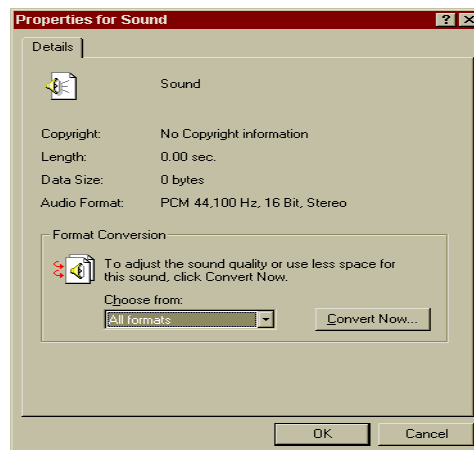 Properties for Sound
Details
Sound
Copyright: No Copyright information
Length: 0.00 sec.
Data Size: 0 bytes
Audio Format: PCM 44,100 Hz, 16 Bit, Stereo
Format Conversion
To adjust the sound quality or use less space for
this sound, click Convert Now.
Choose from:
All formats
Convert Now...
OK
Cancel